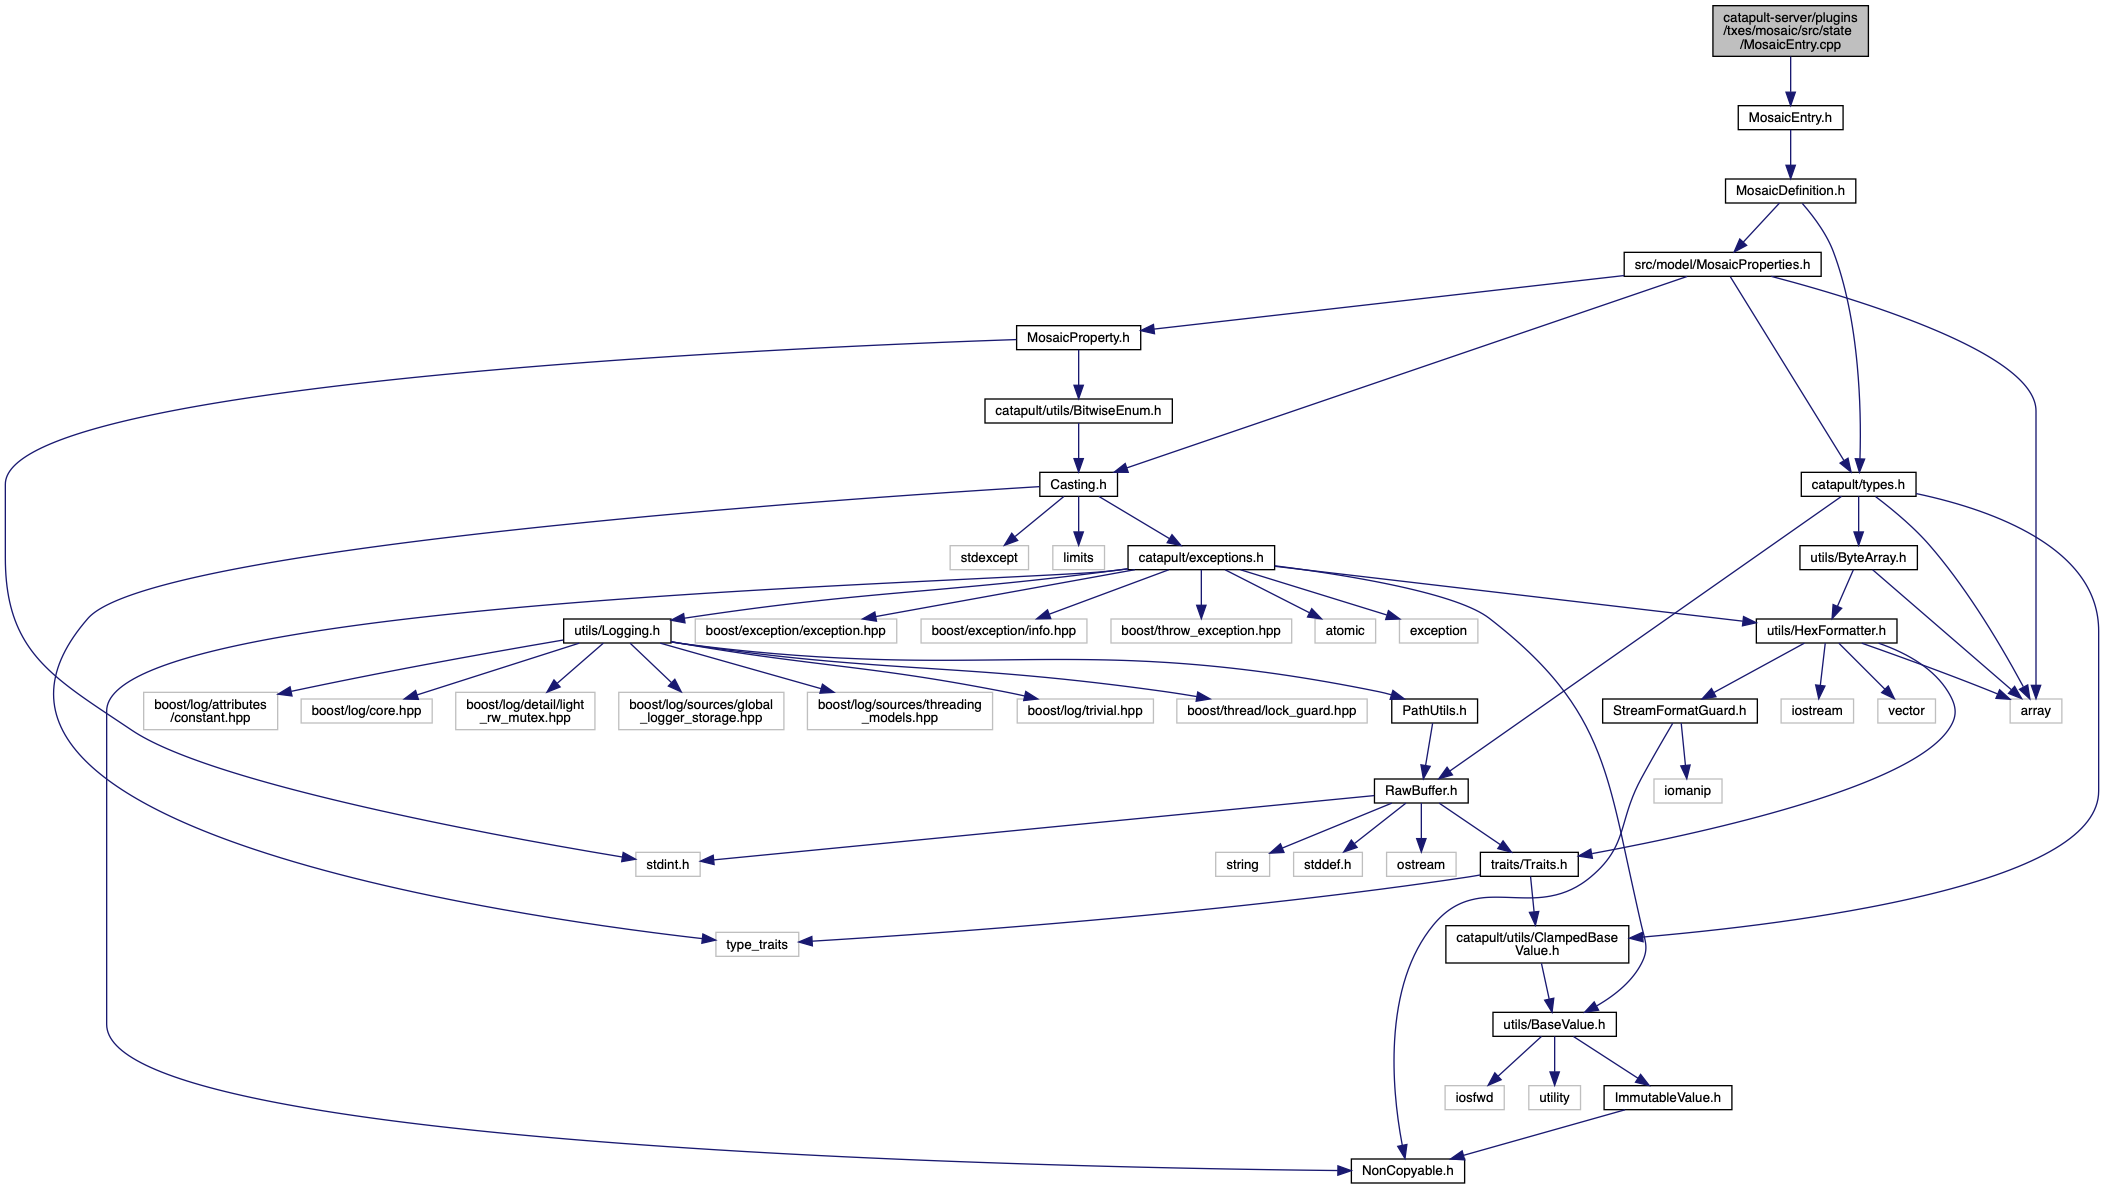 catapult-server/plugins
/txes/mosaic/src/state
/MosaicEntry.cpp
MosaicEntry.h
MosaicDefinition.h
src/model/MosaicProperties.h
MosaicProperty.h
catapult/utils/BitwiseEnum.h
Casting.h
catapult/types.h
stdexcept
limits
catapult/exceptions.h
utils/ByteArray.h
utils/Logging.h
boost/exception/exception.hpp
boost/exception/info.hpp
boost/throw_exception.hpp
atomic
exception
utils/HexFormatter.h
boost/log/attributes
/constant.hpp
boost/log/core.hpp
boost/log/detail/light
_rw_mutex.hpp
boost/log/sources/global
_logger_storage.hpp
boost/log/sources/threading
_models.hpp
boost/log/trivial.hpp
boost/thread/lock_guard.hpp
PathUtils.h
StreamFormatGuard.h
iostream
vector
array
RawBuffer.h
iomanip
stdint.h
string
stddef.h
ostream
traits/Traits.h
type_traits
catapult/utils/ClampedBase
Value.h
utils/BaseValue.h
iosfwd
utility
ImmutableValue.h
NonCopyable.h